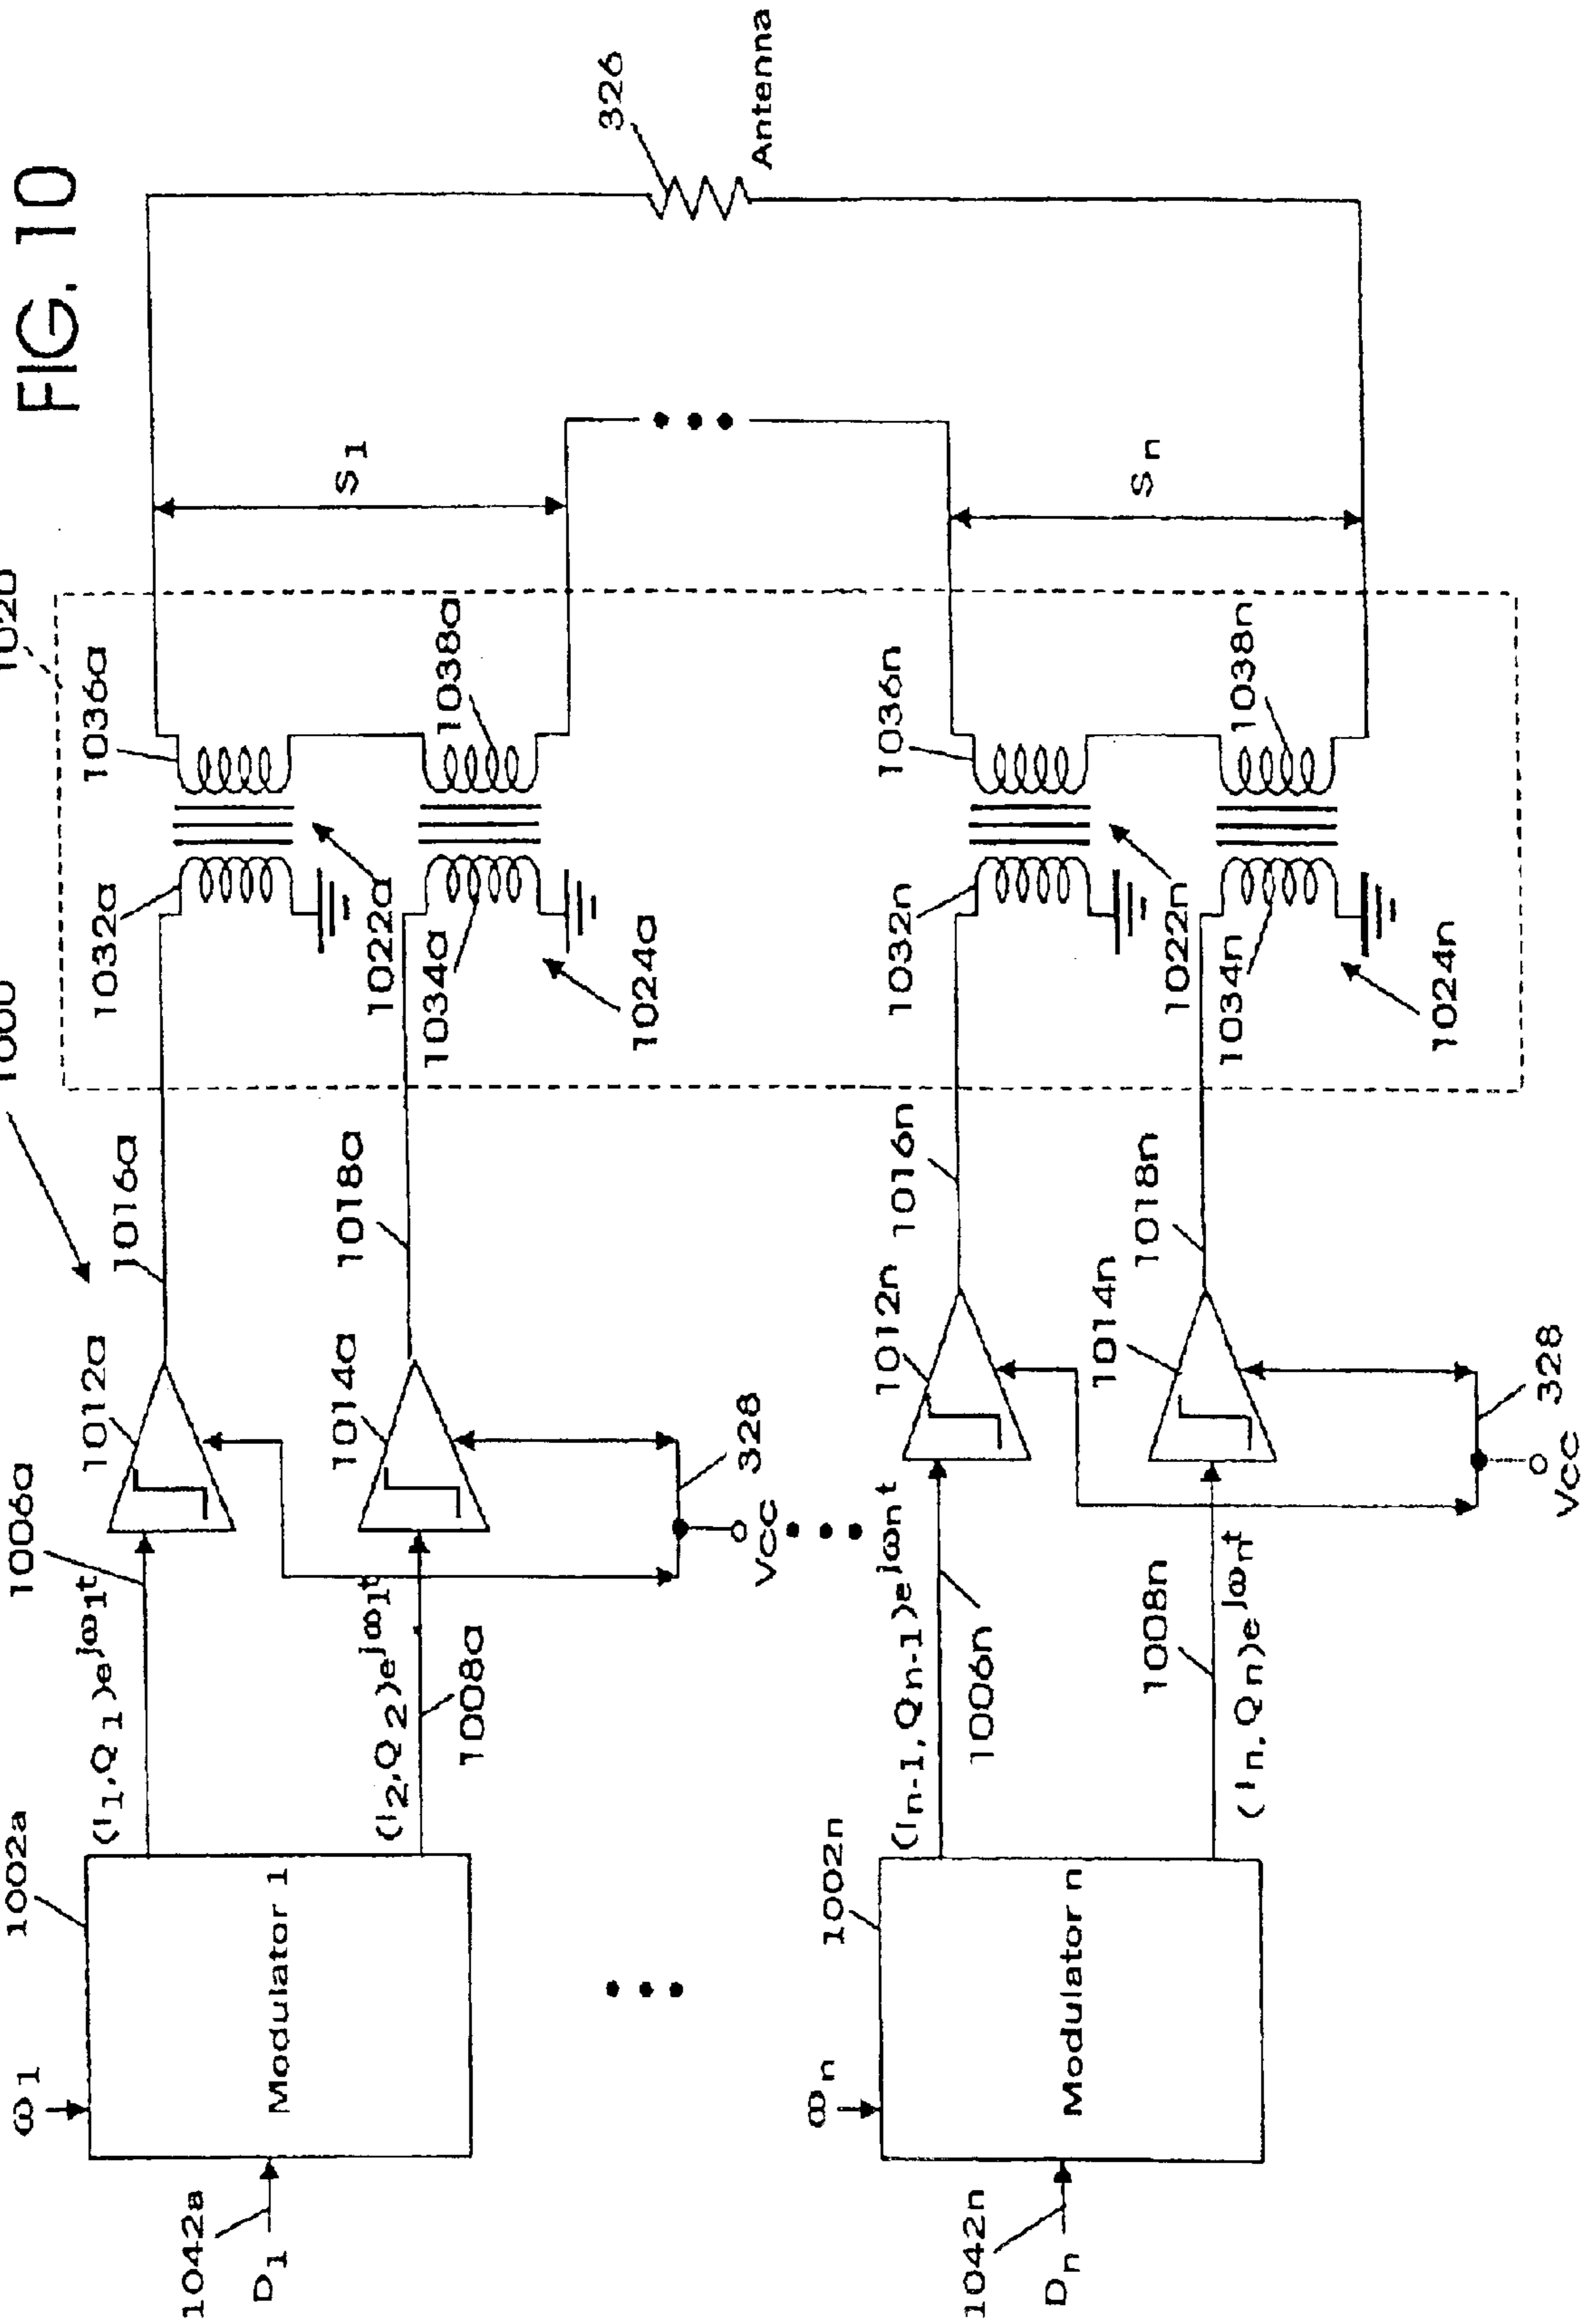 FIG. 10
1000
1020
ω1
1002a
1042a
D1
Modulator 1
(I1,Q1)e^jω1t
1006a
(I2,Q2)e^jω1t
1008a
1012a
1014a
1016a
1018a
328
Vcc
1032a
1036a
1022a
1034a
1038a
1024a
S1
326
Antenna
ωn
1002n
1042n
Dn
Modulator n
(In-1,Qn-1)e^jωnt
1006n
1008n
(In,Qn)e^jωnt
1012n
1014n
1016n
1018n
328
Vcc
1032n
1036n
1022n
1034n
1038n
1024n
Sn